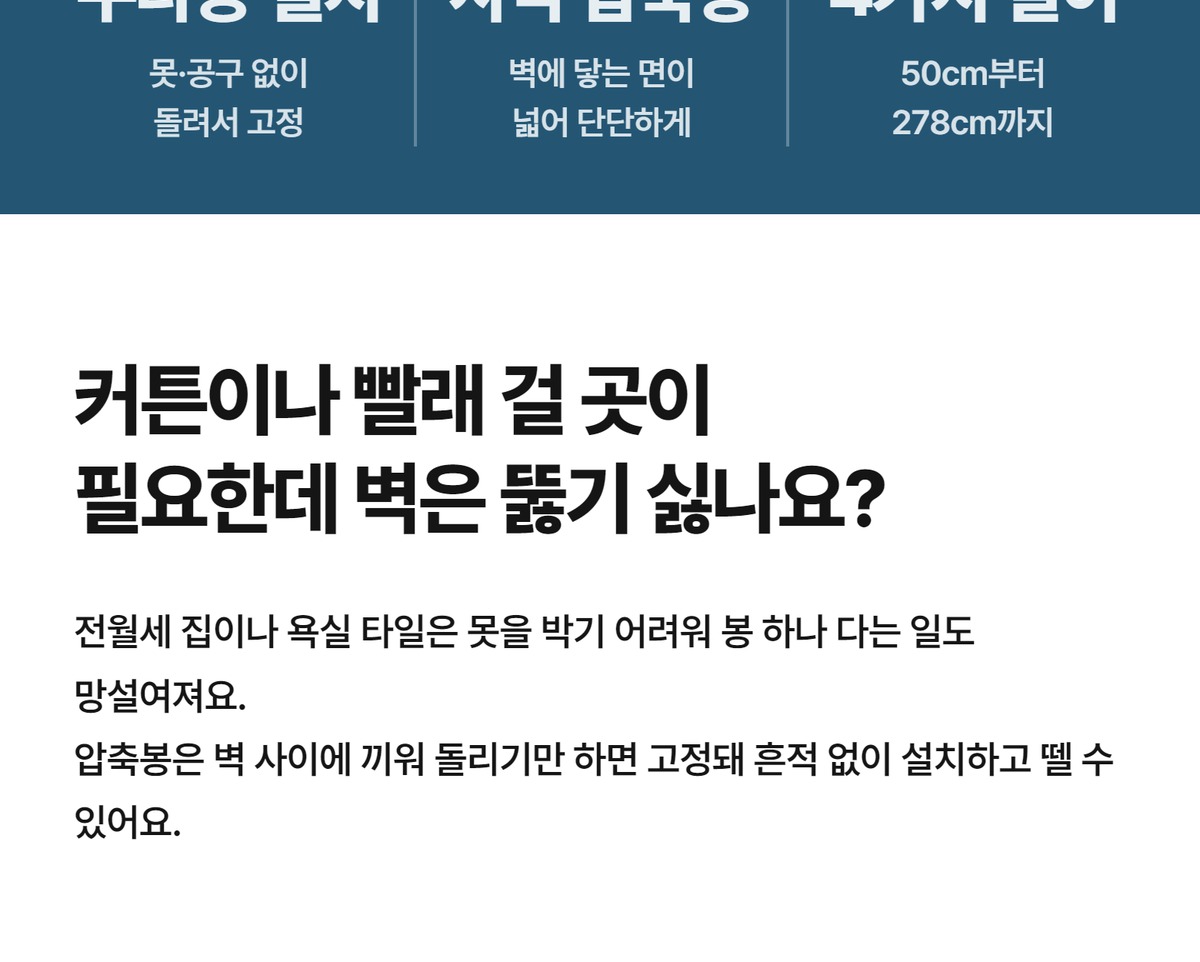 못·공구 없이
돌려서 고정
벽에 닿는 면이
넓어 단단하게
50cm부터
278cm까지
커튼이나 빨래 걸 곳이
필요한데 벽은 뚫기 싫나요?
전월세 집이나 욕실 타일은 못을 박기 어려워 봉 하나 다는 일도
망설여져요.
압축봉은 벽 사이에 끼워 돌리기만 하면 고정돼 흔적 없이 설치하고 뗄 수
있어요.